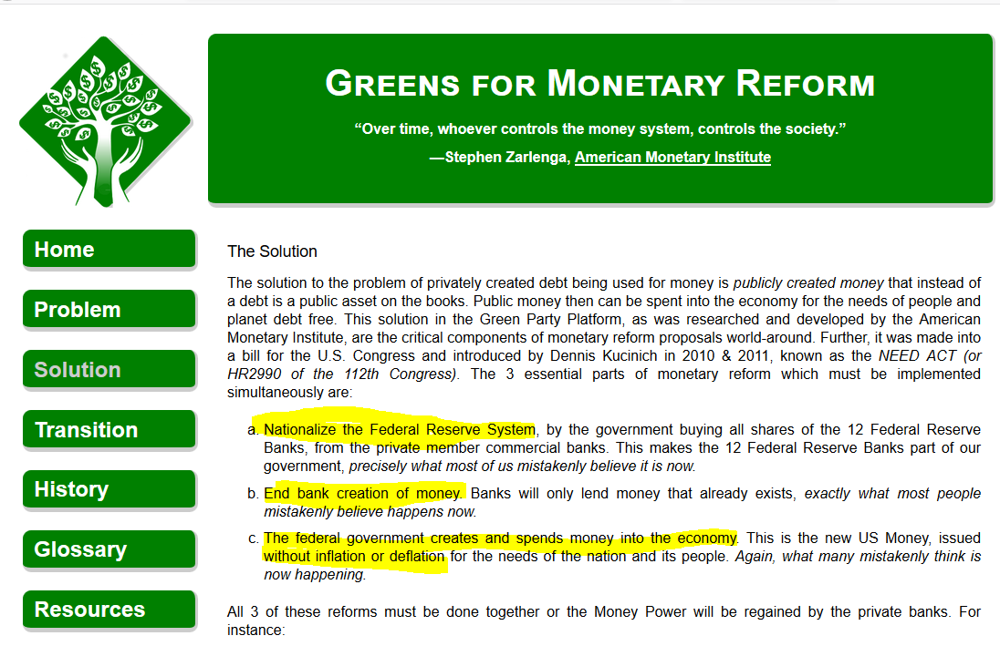 GREENS FOR MONETARY REFORM
“Over time, whoever controls the money system, controls the society.”
—Stephen Zarlenga, American Monetary Institute
Home
Problem
Solution
Transition
History
Glossary
Resources
The Solution
The solution to the problem of privately created debt being used for money is publicly created money that instead of
a debt is a public asset on the books. Public money then can be spent into the economy for the needs of people and
planet debt free. This solution in the Green Party Platform, as was researched and developed by the American
Monetary Institute, are the critical components of monetary reform proposals world-around. Further, it was made into
a bill for the U.S. Congress and introduced by Dennis Kucinich in 2010 & 2011, known as the NEED ACT (or
HR2990 of the 112th Congress). The 3 essential parts of monetary reform which must be implemented
simultaneously are:
a. Nationalize the Federal Reserve System, by the government buying all shares of the 12 Federal Reserve
Banks, from the private member commercial banks. This makes the 12 Federal Reserve Banks part of our
government, precisely what most of us mistakenly believe it is now.
b. End bank creation of money. Banks will only lend money that already exists, exactly what most people
mistakenly believe happens now.
c. The federal government creates and spends money into the economy. This is the new US Money, issued
without inflation or deflation for the needs of the nation and its people. Again, what many mistakenly think is
now happening.
All 3 of these reforms must be done together or the Money Power will be regained by the private banks. For
instance: